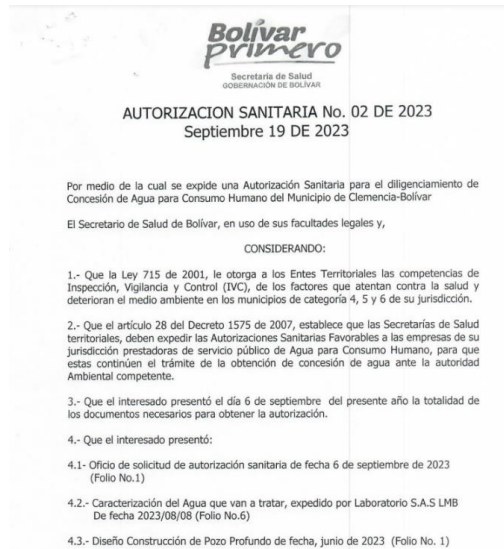 Bolívar
primero
Secretaría de Salud
GOBERNACIÓN DE BOLÍVAR
AUTORIZACION SANITARIA No. 02 DE 2023
Septiembre 19 DE 2023
Por medio de la cual se expide una Autorización Sanitaria para el diligenciamiento de
Concesión de Agua para Consumo Humano del Municipio de Clemencia-Bolívar
El Secretario de Salud de Bolívar, en uso de sus facultades legales y,
CONSIDERANDO:
1.- Que la Ley 715 de 2001, le otorga a los Entes Territoriales las competencias de
Inspección, Vigilancia y Control (IVC), de los factores que atentan contra la salud y
deterioran el medio ambiente en los municipios de categoría 4, 5 y 6 de su jurisdicción.
2.- Que el artículo 28 del Decreto 1575 de 2007, establece que las Secretarías de Salud
territoriales, deben expedir las Autorizaciones Sanitarias Favorables a las empresas de su
jurisdicción prestadoras de servicio público de Agua para Consumo Humano, para que
estas continúen el trámite de la obtención de concesión de agua ante la autoridad
Ambiental competente.
3.- Que el interesado presentó el día 6 de septiembre del presente año la totalidad de
los documentos necesarios para obtener la autorización.
4.- Que el interesado presentó:
4.1- Oficio de solicitud de autorización sanitaria de fecha 6 de septiembre de 2023
(Folio No.1)
4.2.- Caracterización del Agua que van a tratar, expedido por Laboratorio S.A.S LMB
De fecha 2023/08/08 (Folio No.6)
4.3.- Diseño Construcción de Pozo Profundo de fecha, junio de 2023 (Folio No. 1)